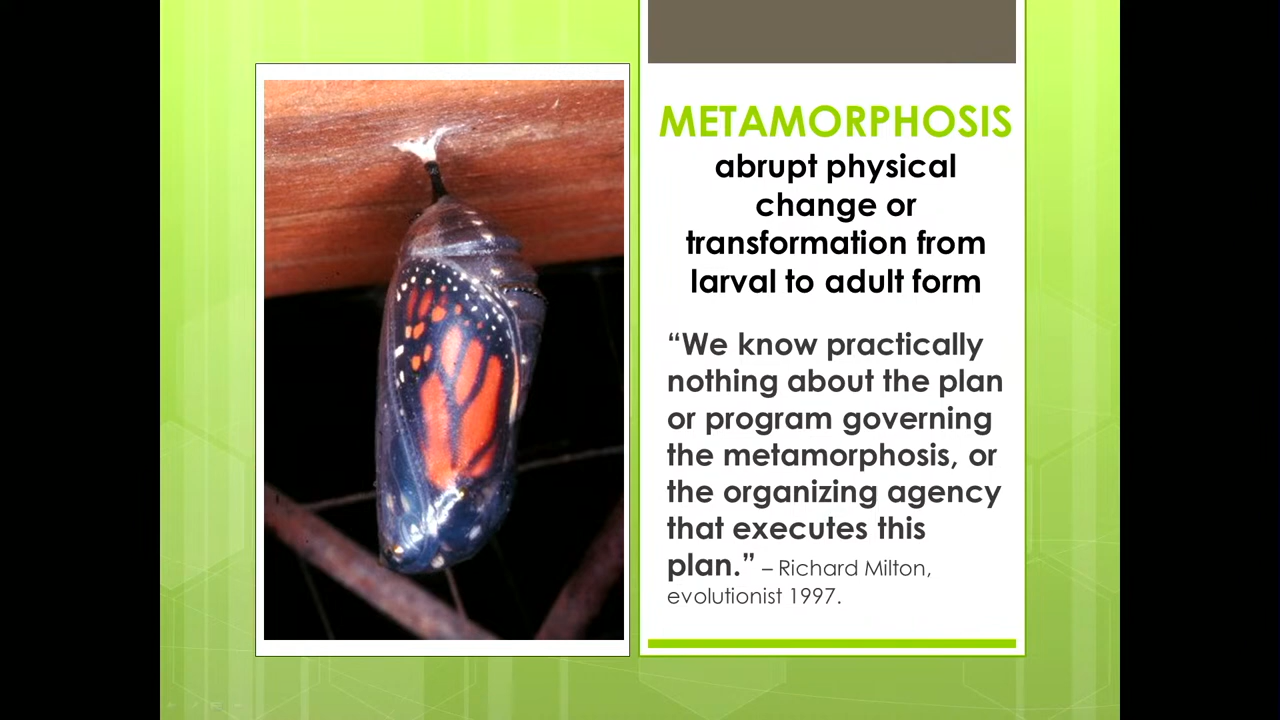 METAMORPHOSIS
abrupt physical
change or
transformation from
larval to adult form
“We know practically
nothing about the plan
or program governing
the metamorphosis, or
the organizing agency
that executes this
plan.” – Richard Milton,
evolutionist 1997.